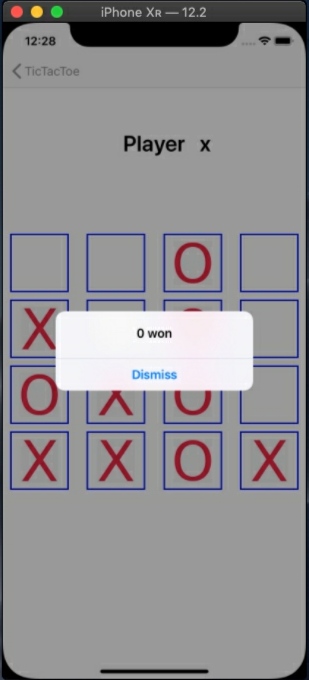 iPhone XR — 12.2
12:28
TicTacToe
Player x
O
X O
0 won
Dismiss
O X O
X X O X